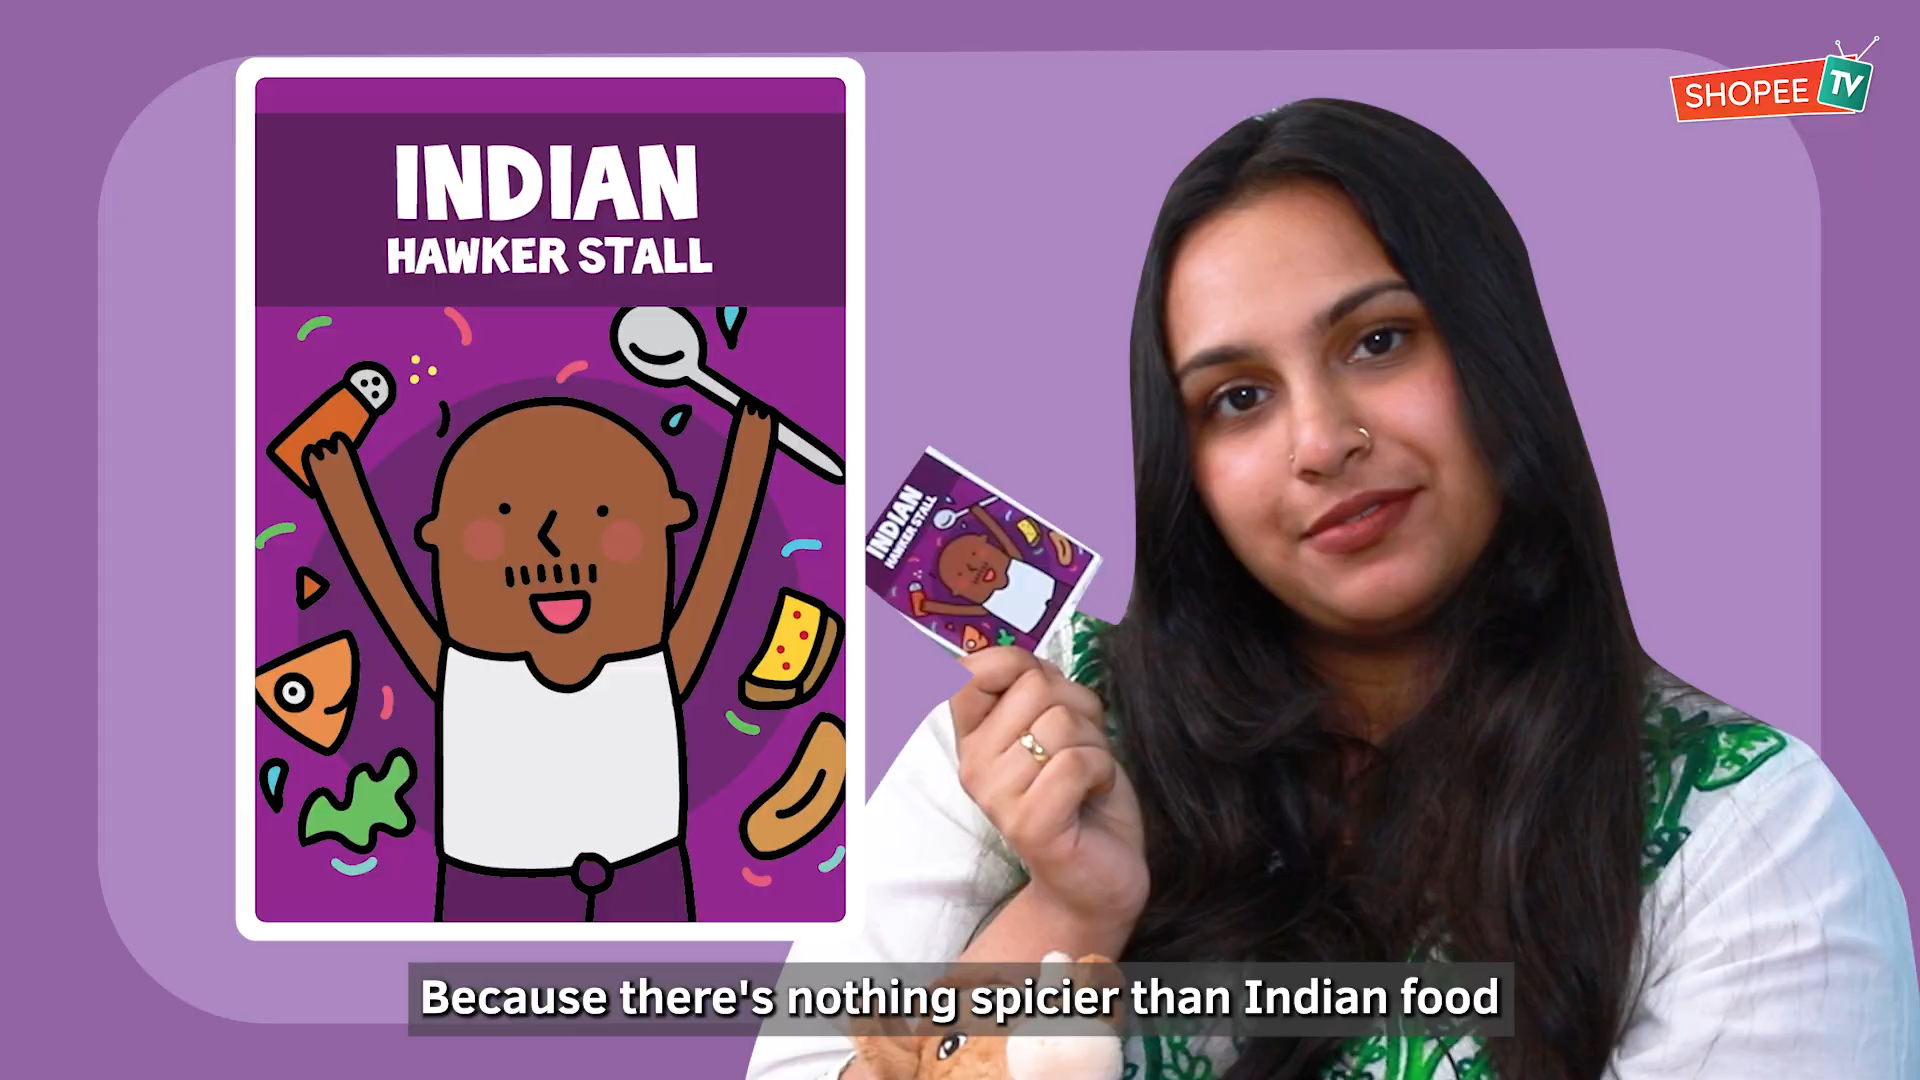 SHOPEE TV
INDIAN
HAWKER STALL
INDIAN
HAWKER STALL
Because there's nothing spicier than Indian food